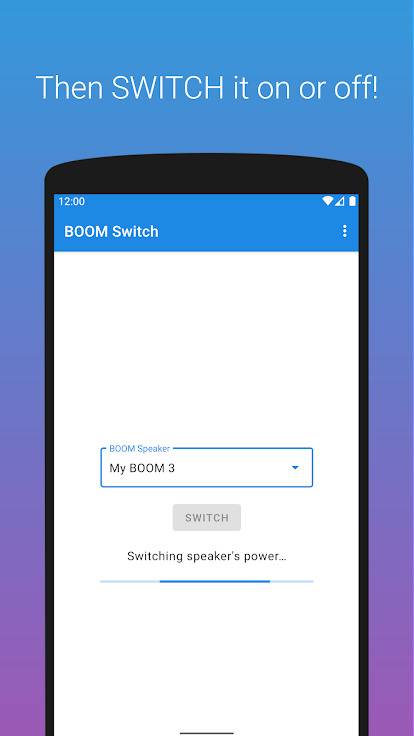 Then SWITCH it on or off!
12:00
BOOM Switch
BOOM Speaker
My BOOM 3
SWITCH
Switching speaker's power…